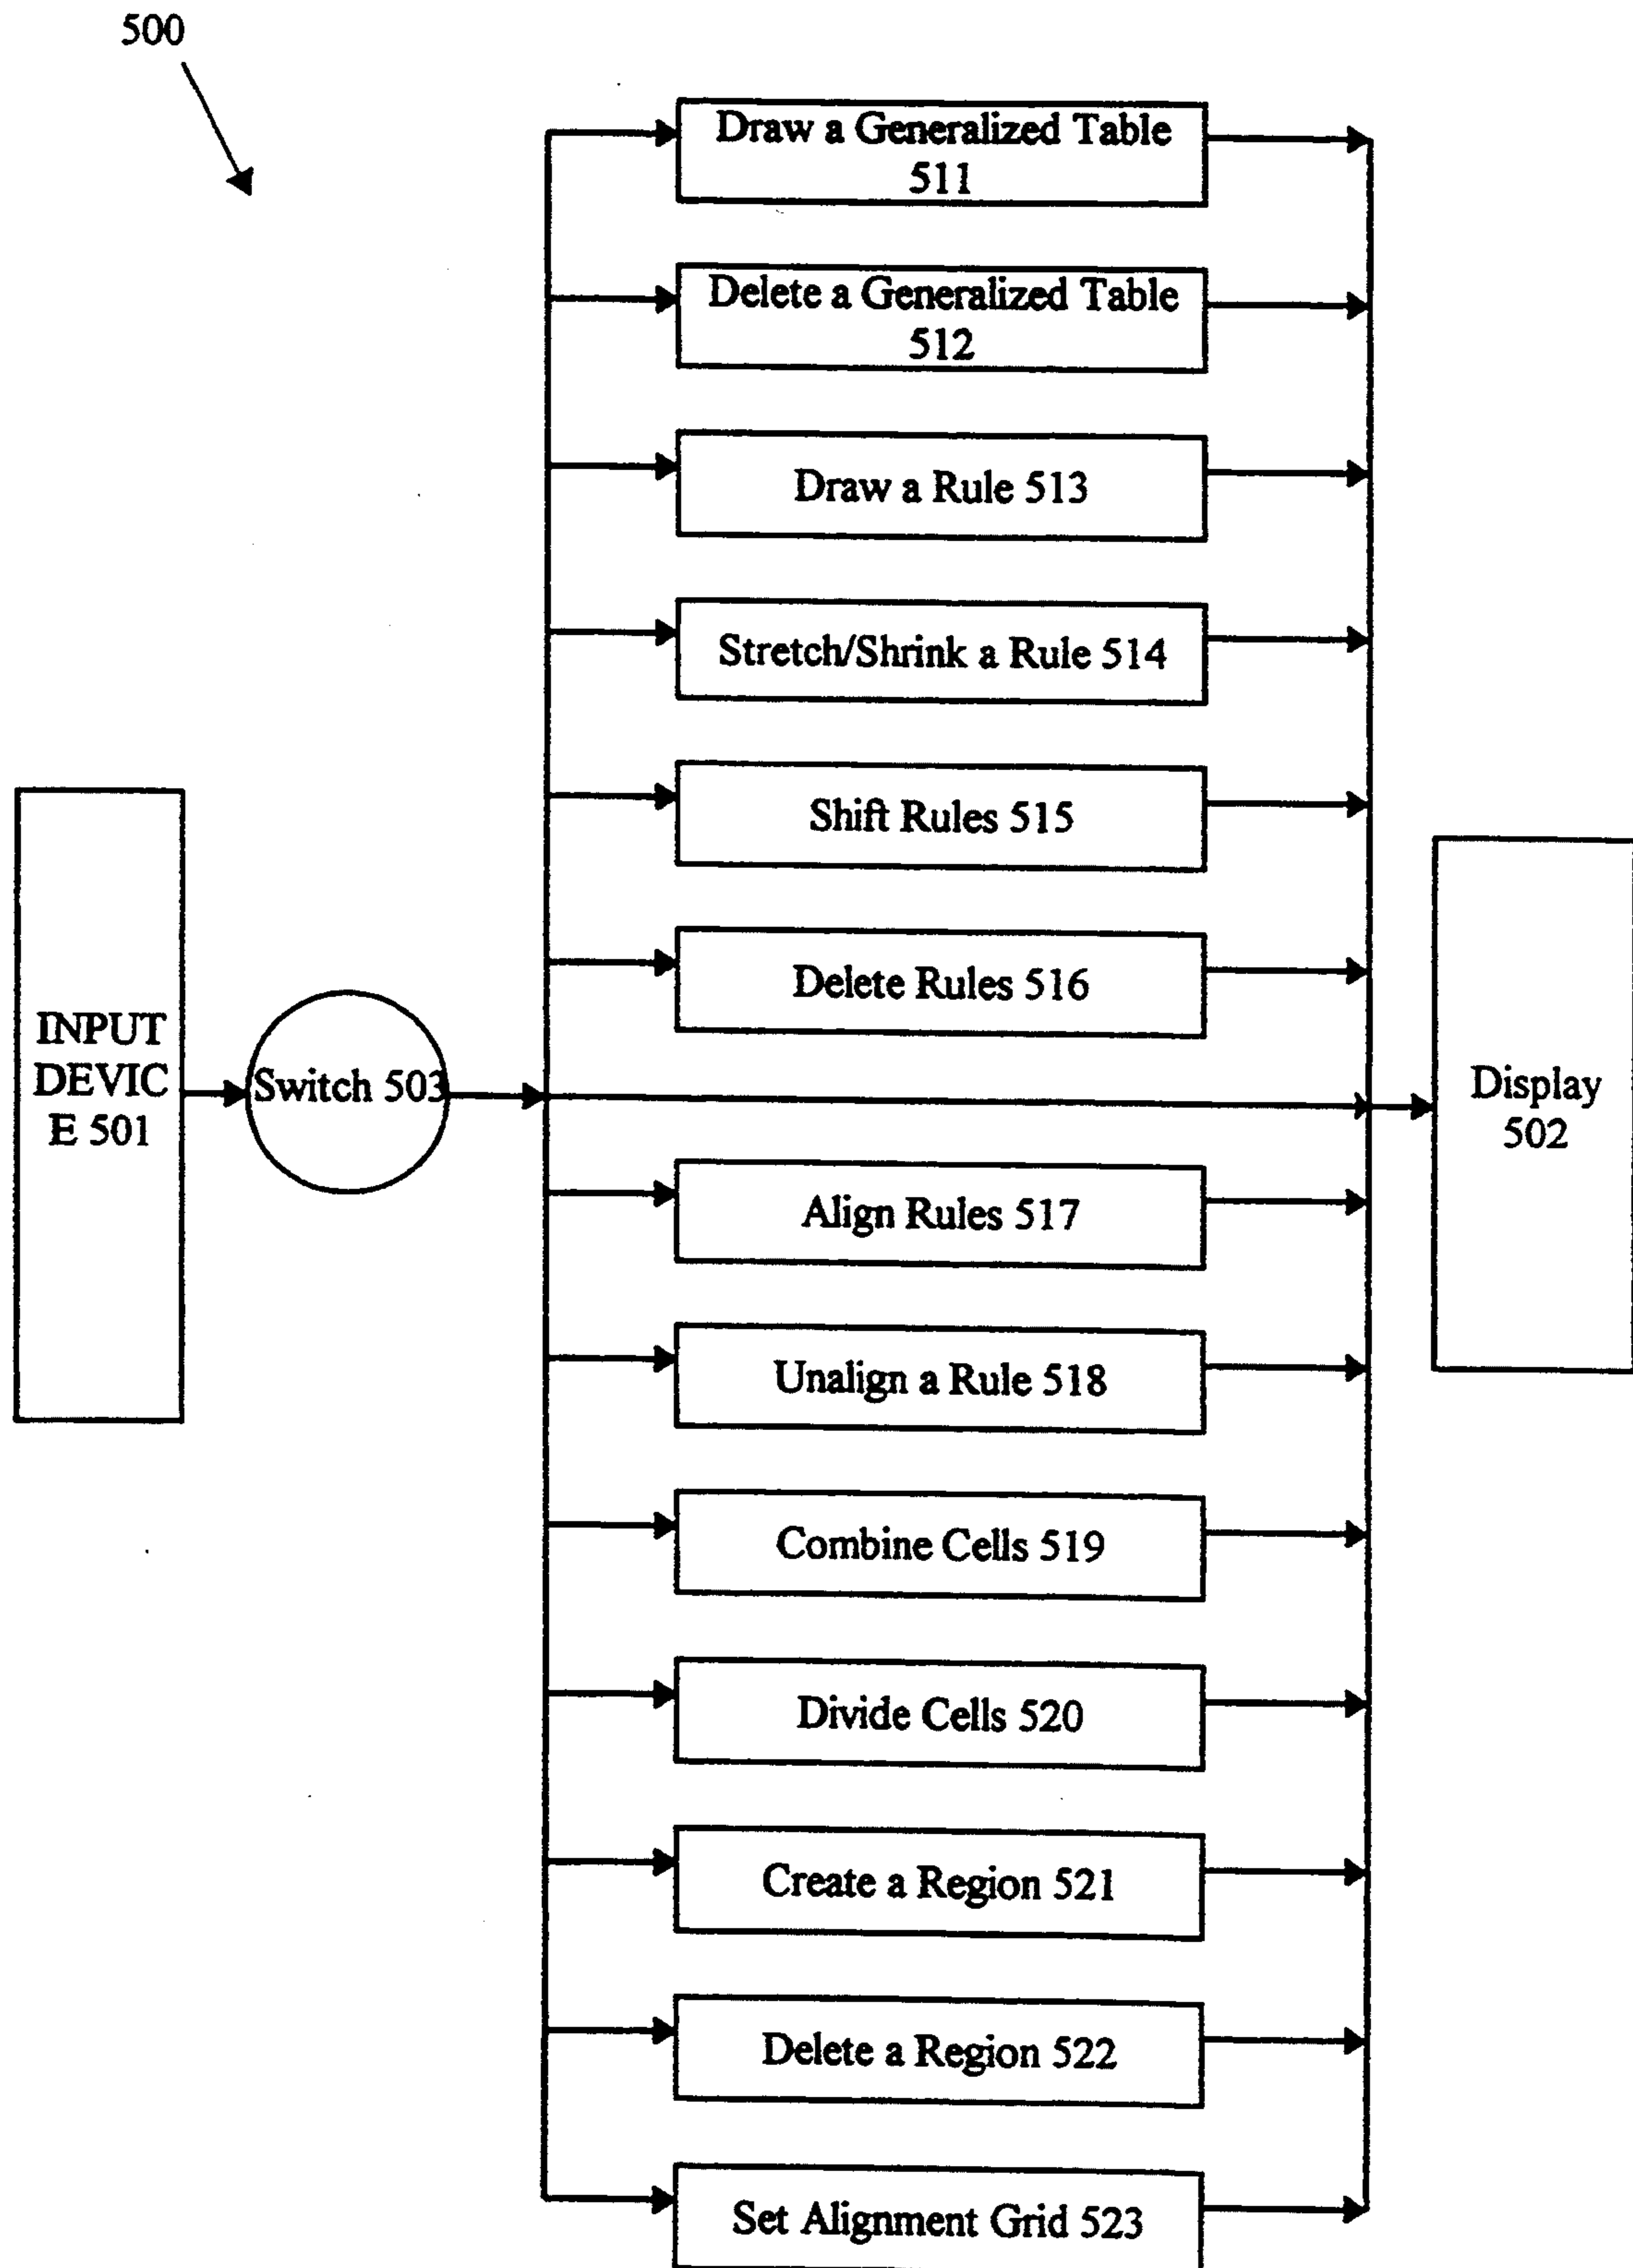 500
Draw a Generalized Table
511
Delete a Generalized Table
512
Draw a Rule 513
Stretch/Shrink a Rule 514
Shift Rules 515
Delete Rules 516
INPUT
DEVIC
E 501
Switch 503
Display
502
Align Rules 517
Unalign a Rule 518
Combine Cells 519
Divide Cells 520
Create a Region 521
Delete a Region 522
Set Alignment Grid 523